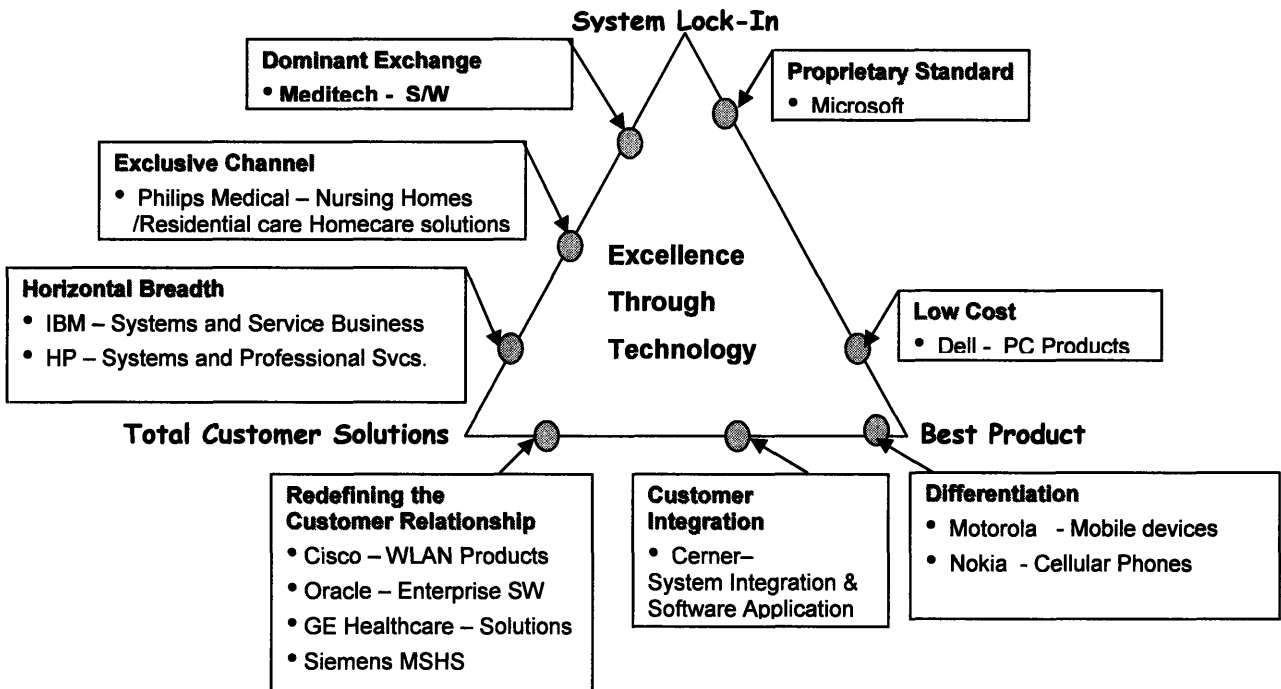 System Lock-In
Dominant Exchange
• Meditech - S/W
Proprietary Standard
• Microsoft
Exclusive Channel
• Philips Medical – Nursing Homes
/Residential care Homecare solutions
Excellence
Through
Technology
Horizontal Breadth
• IBM – Systems and Service Business
• HP – Systems and Professional Svcs.
Low Cost
• Dell - PC Products
Total Customer Solutions
Best Product
Redefining the
Customer Relationship
• Cisco – WLAN Products
• Oracle – Enterprise SW
• GE Healthcare – Solutions
• Siemens MSHS
Customer
Integration
• Cerner–
System Integration &
Software Application
Differentiation
• Motorola - Mobile devices
• Nokia - Cellular Phones